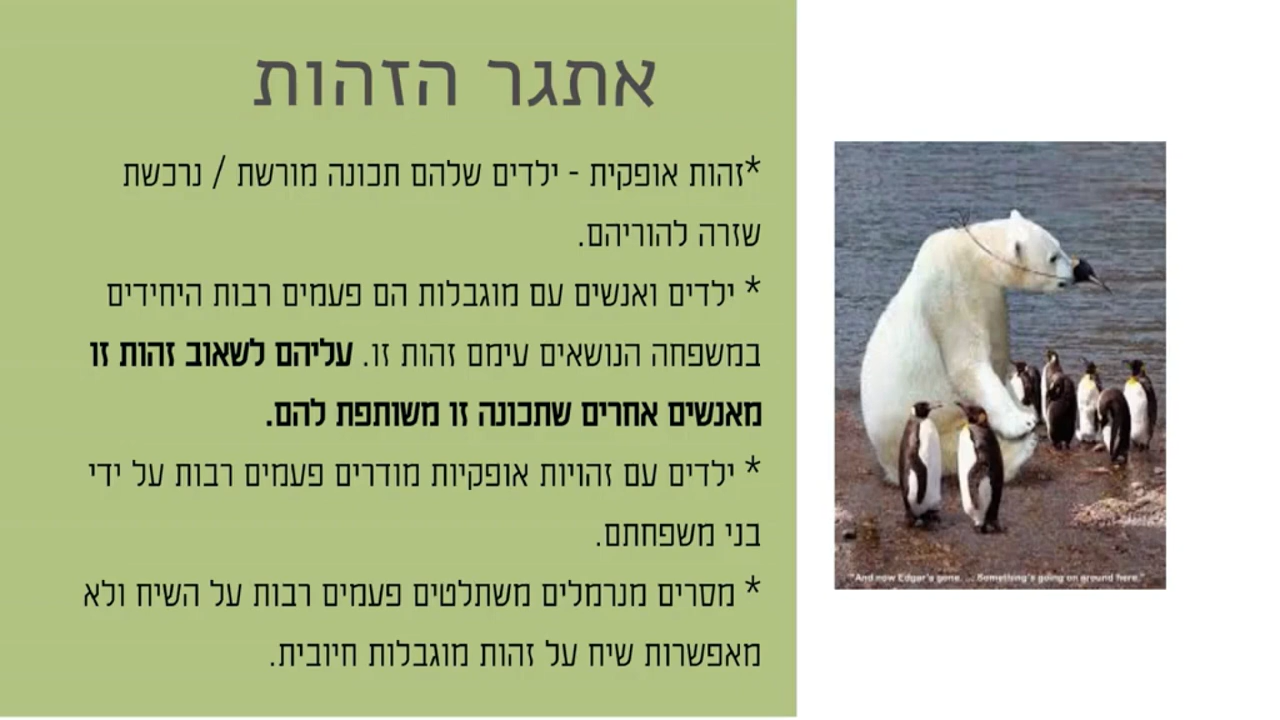 אתגר הזהות
*זהות אופקית - ילדים שלהם תכונה מורשת / נרכשת
שזרה להוריהם.
* ילדים ואנשים עם מוגבלות הם פעמים רבות היחידים
במשפחה הנושאים עימם זהות זו. עליהם לשאוב זהות זו
מאנשים אחרים שתכונה זו משותפת להם.
* ילדים עם זהויות אופקיות מודרים פעמים רבות על ידי
בני משפחתם.
* מסרים מנרמלים משתלטים פעמים רבות על השיח ולא
מאפשרות שיח על זהות מוגבלות חיובית.
"And now Edgar's gone. ... Something's going on around here."